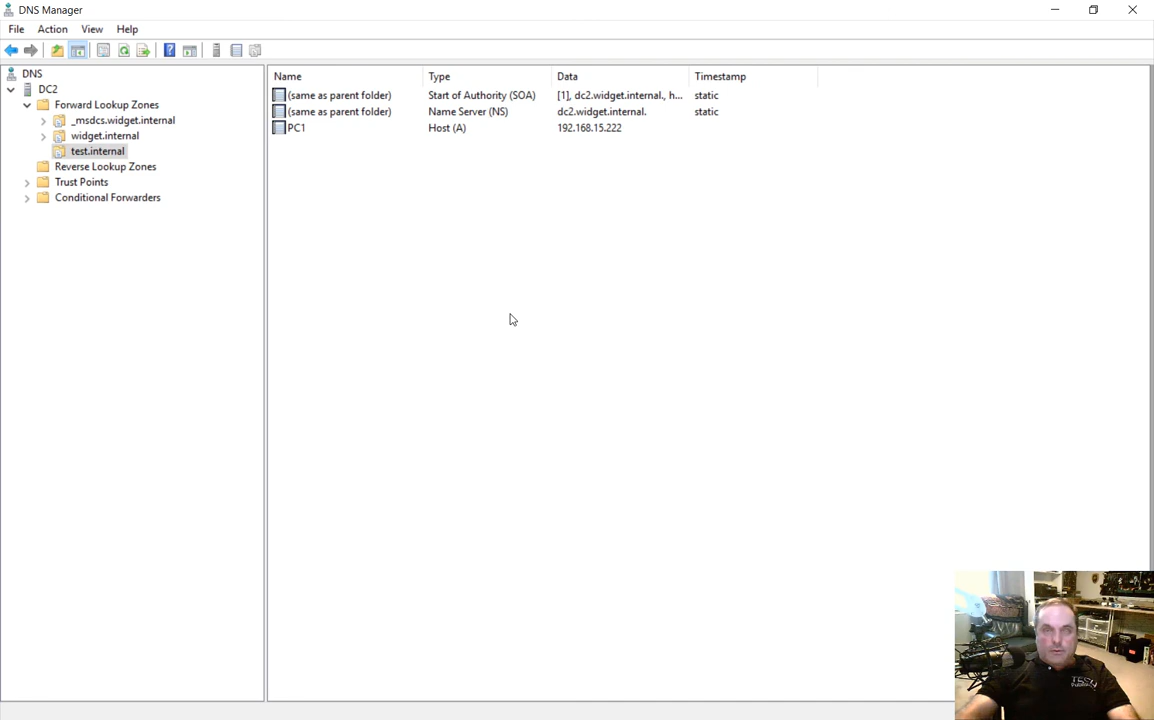 DNS Manager
File Action View Help
DNS
DC2
Forward Lookup Zones
_msdcs.widget.internal
widget.internal
test.internal
Reverse Lookup Zones
Trust Points
Conditional Forwarders
Name Type Data Timestamp
(same as parent folder) Start of Authority (SOA) [1], dc2.widget.internal., h... static
(same as parent folder) Name Server (NS) dc2.widget.internal. static
PC1 Host (A) 192.168.15.222